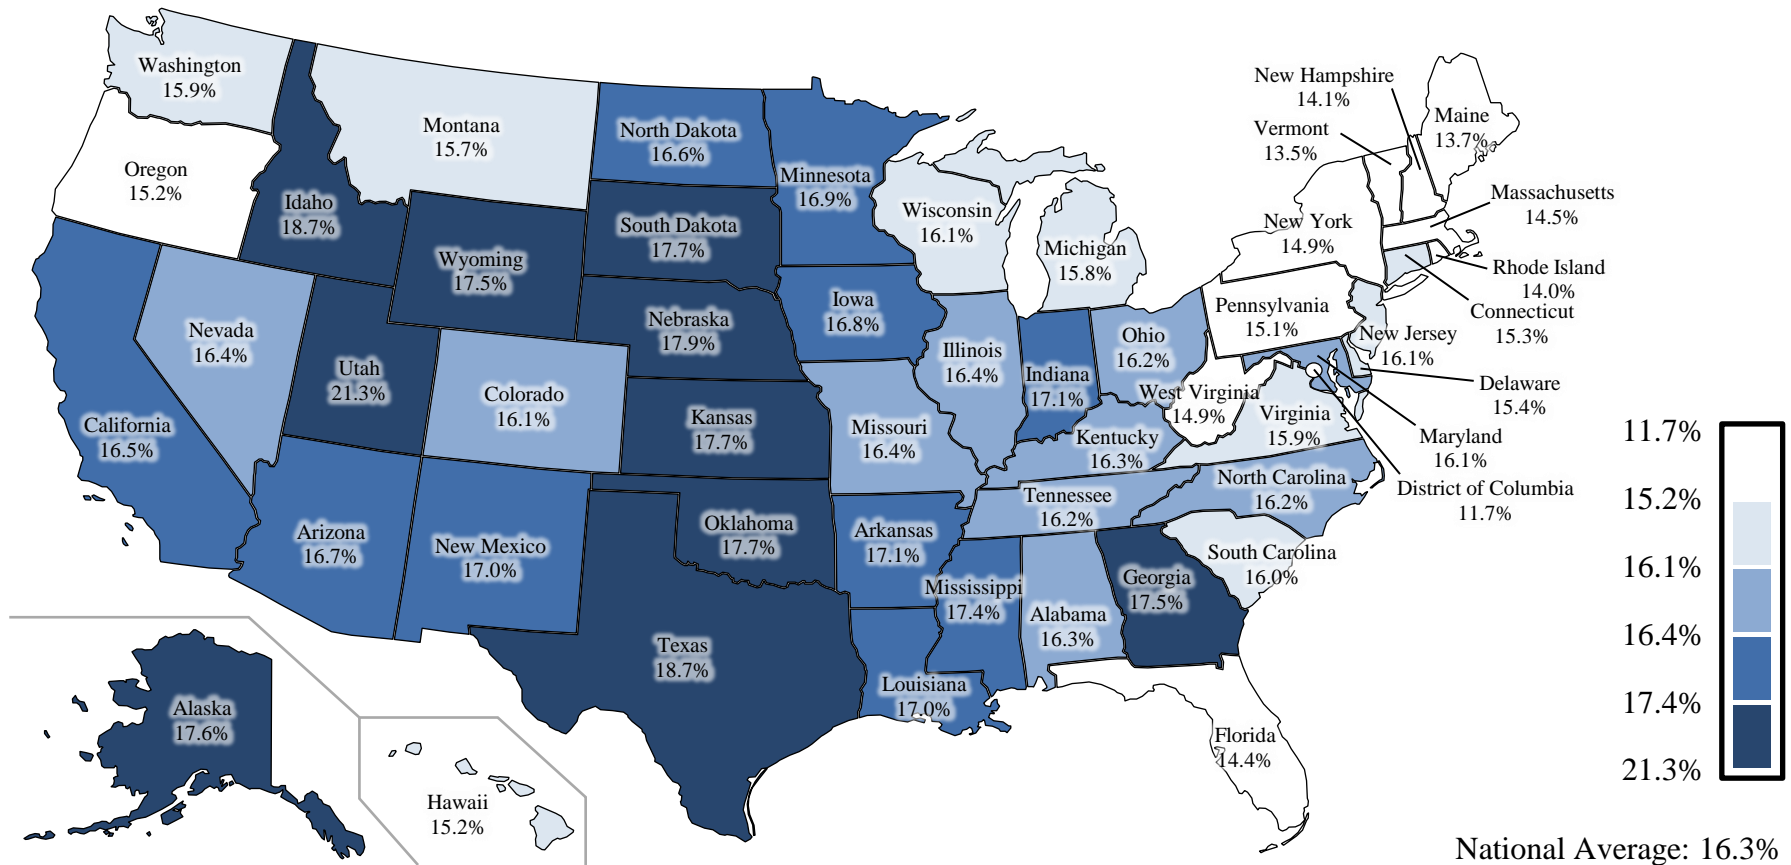 Washington
15.9%
Oregon
15.2%
Idaho
18.7%
Montana
15.7%
Wyoming
17.5%
North Dakota
16.6%
South Dakota
17.7%
Nebraska
17.9%
Kansas
17.7%
Minnesota
16.9%
Iowa
16.8%
Missouri
16.4%
Wisconsin
16.1%
Michigan
15.8%
Illinois
16.4%
Indiana
17.1%
Ohio
16.2%
Kentucky
16.3%
Tennessee
16.2%
California
16.5%
Nevada
16.4%
Utah
21.3%
Colorado
16.1%
Arizona
16.7%
New Mexico
17.0%
Oklahoma
17.7%
Texas
18.7%
Arkansas
17.1%
Louisiana
17.0%
Mississippi
17.4%
Alabama
16.3%
Georgia
17.5%
Florida
14.4%
South Carolina
16.0%
North Carolina
16.2%
Virginia
15.9%
West Virginia
14.9%
Pennsylvania
15.1%
New York
14.9%
New Hampshire
14.1%
Vermont
13.5%
Maine
13.7%
Massachusetts
14.5%
Rhode Island
14.0%
Connecticut
15.3%
New Jersey
16.1%
Delaware
15.4%
Maryland
16.1%
District of Columbia
11.7%
Alaska
17.6%
Hawaii
15.2%
11.7%
15.2%
16.1%
16.4%
17.4%
21.3%
National Average: 16.3%